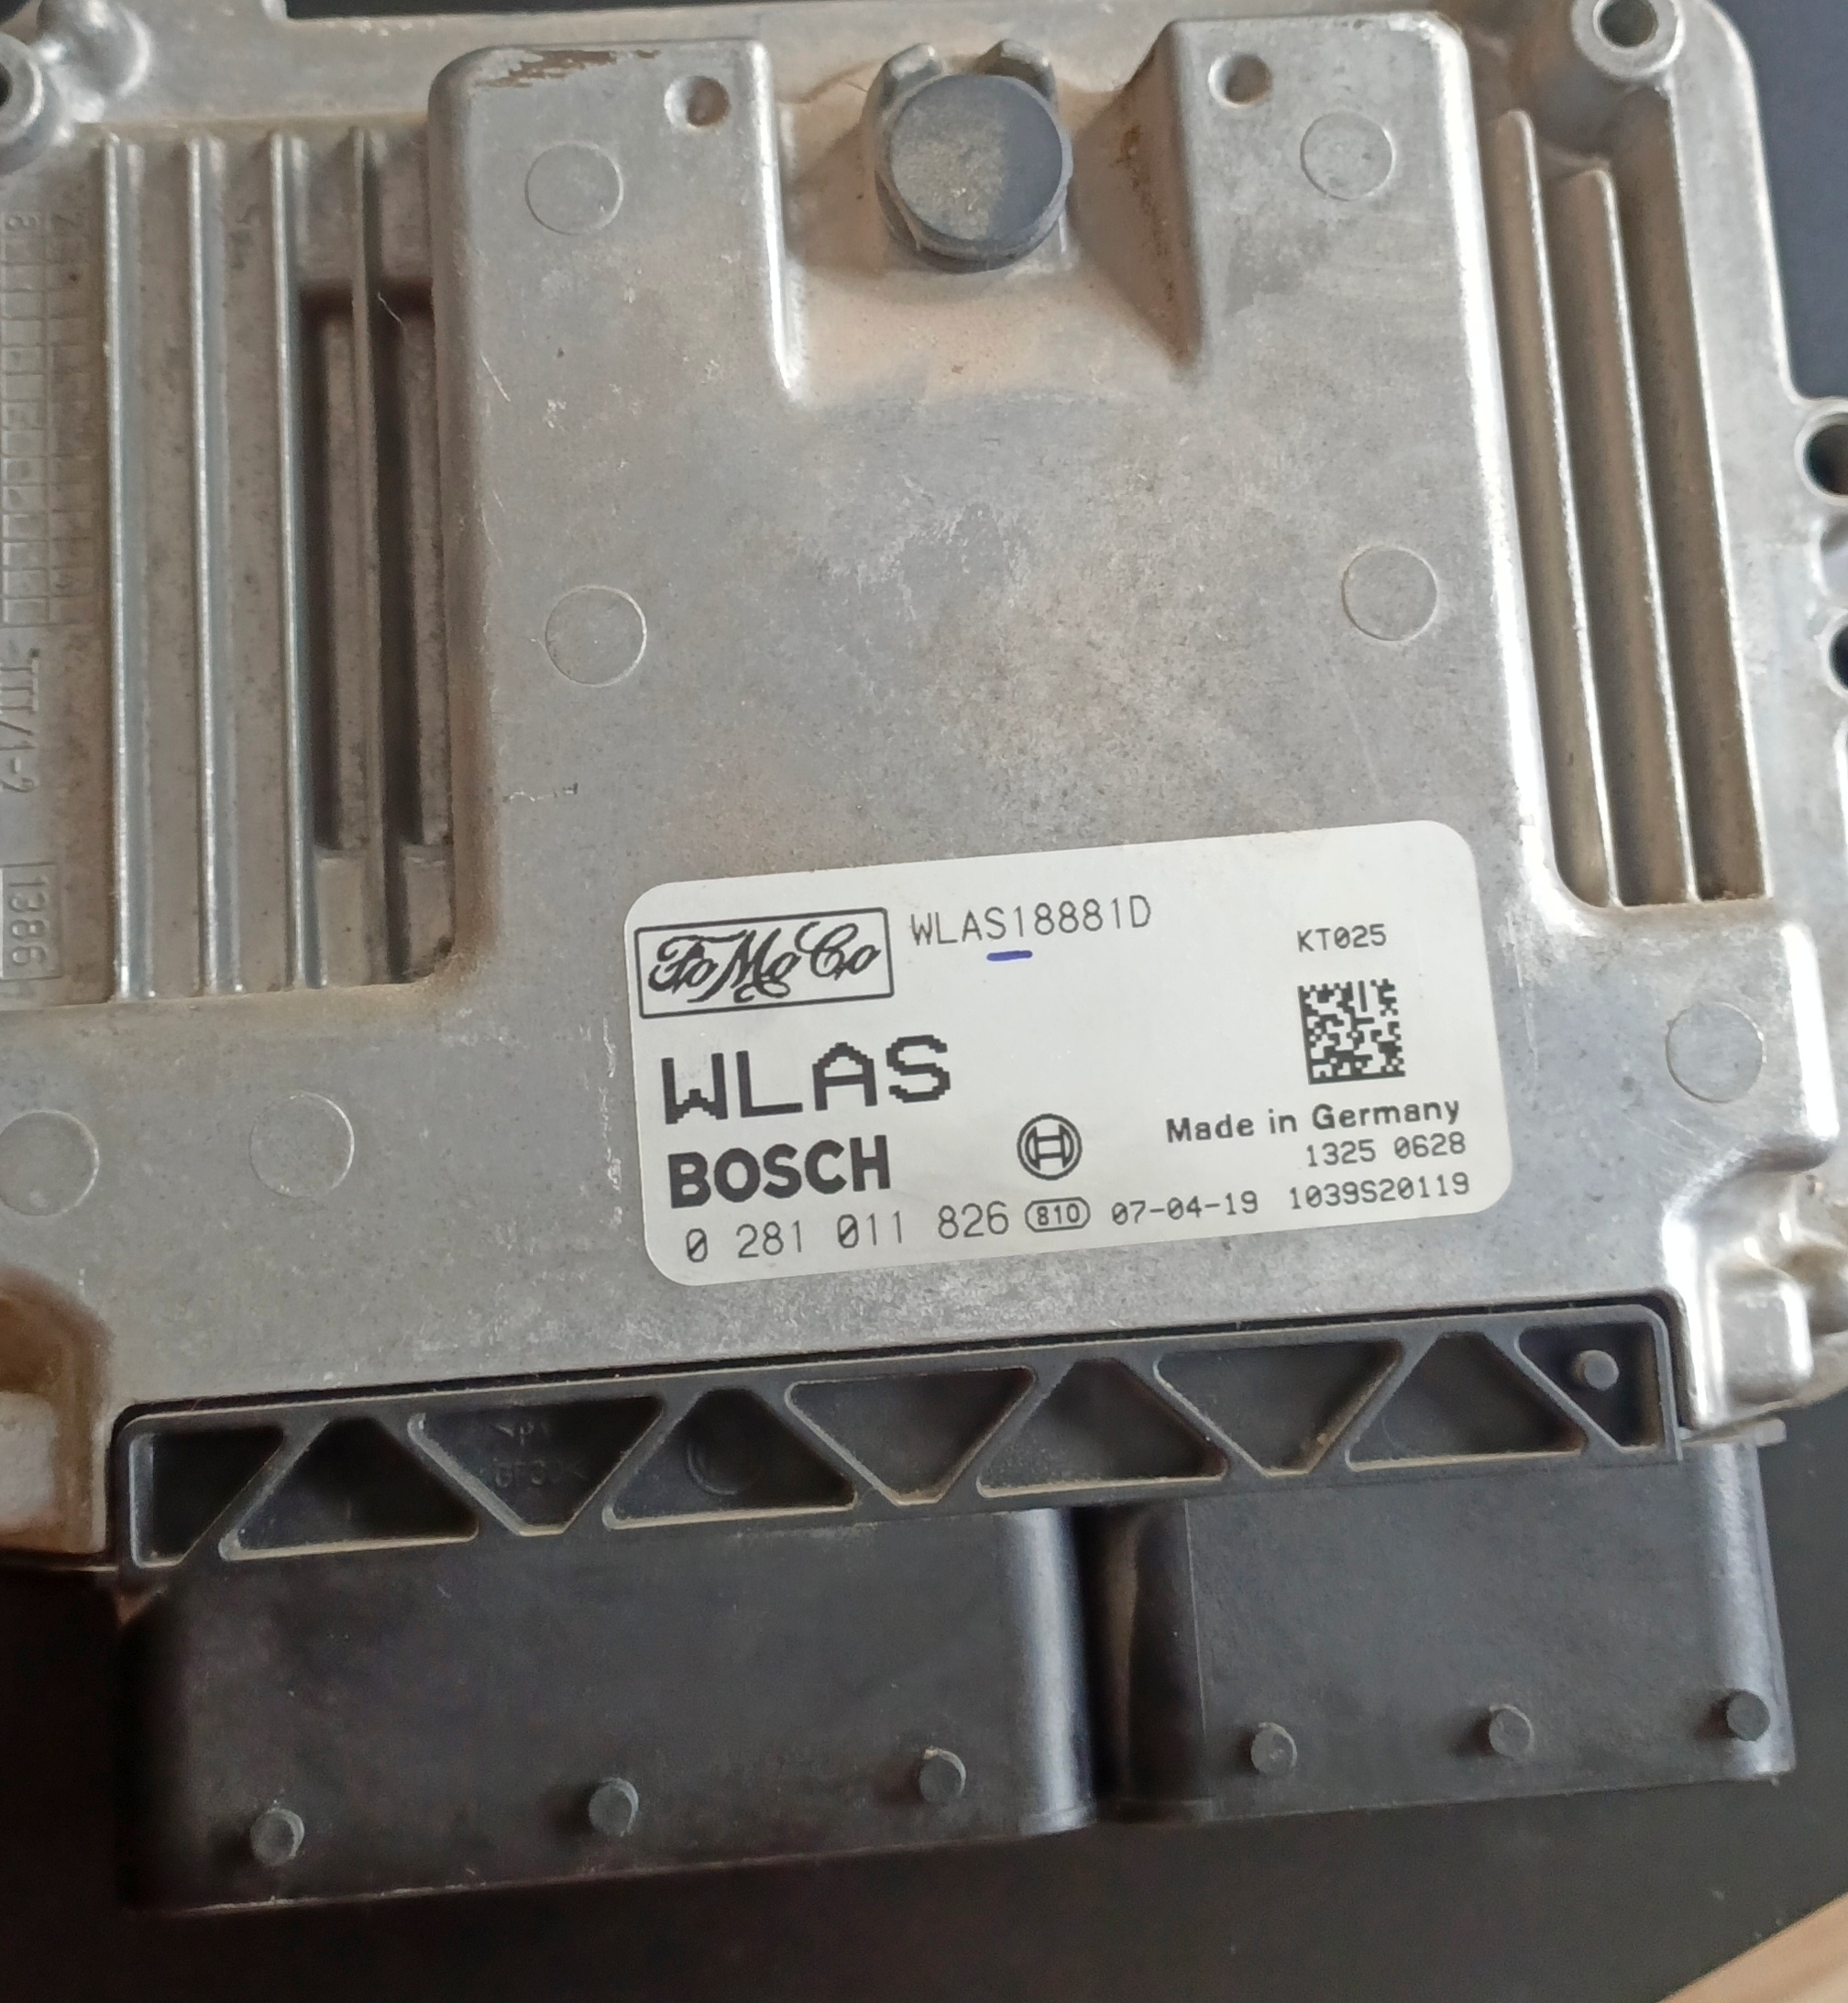 FoMoCo WLAS18881D
KT025
WLAS
BOSCH
Made in Germany
1325 0628
0 281 011 826 810 07-04-19 1039S20119
1386